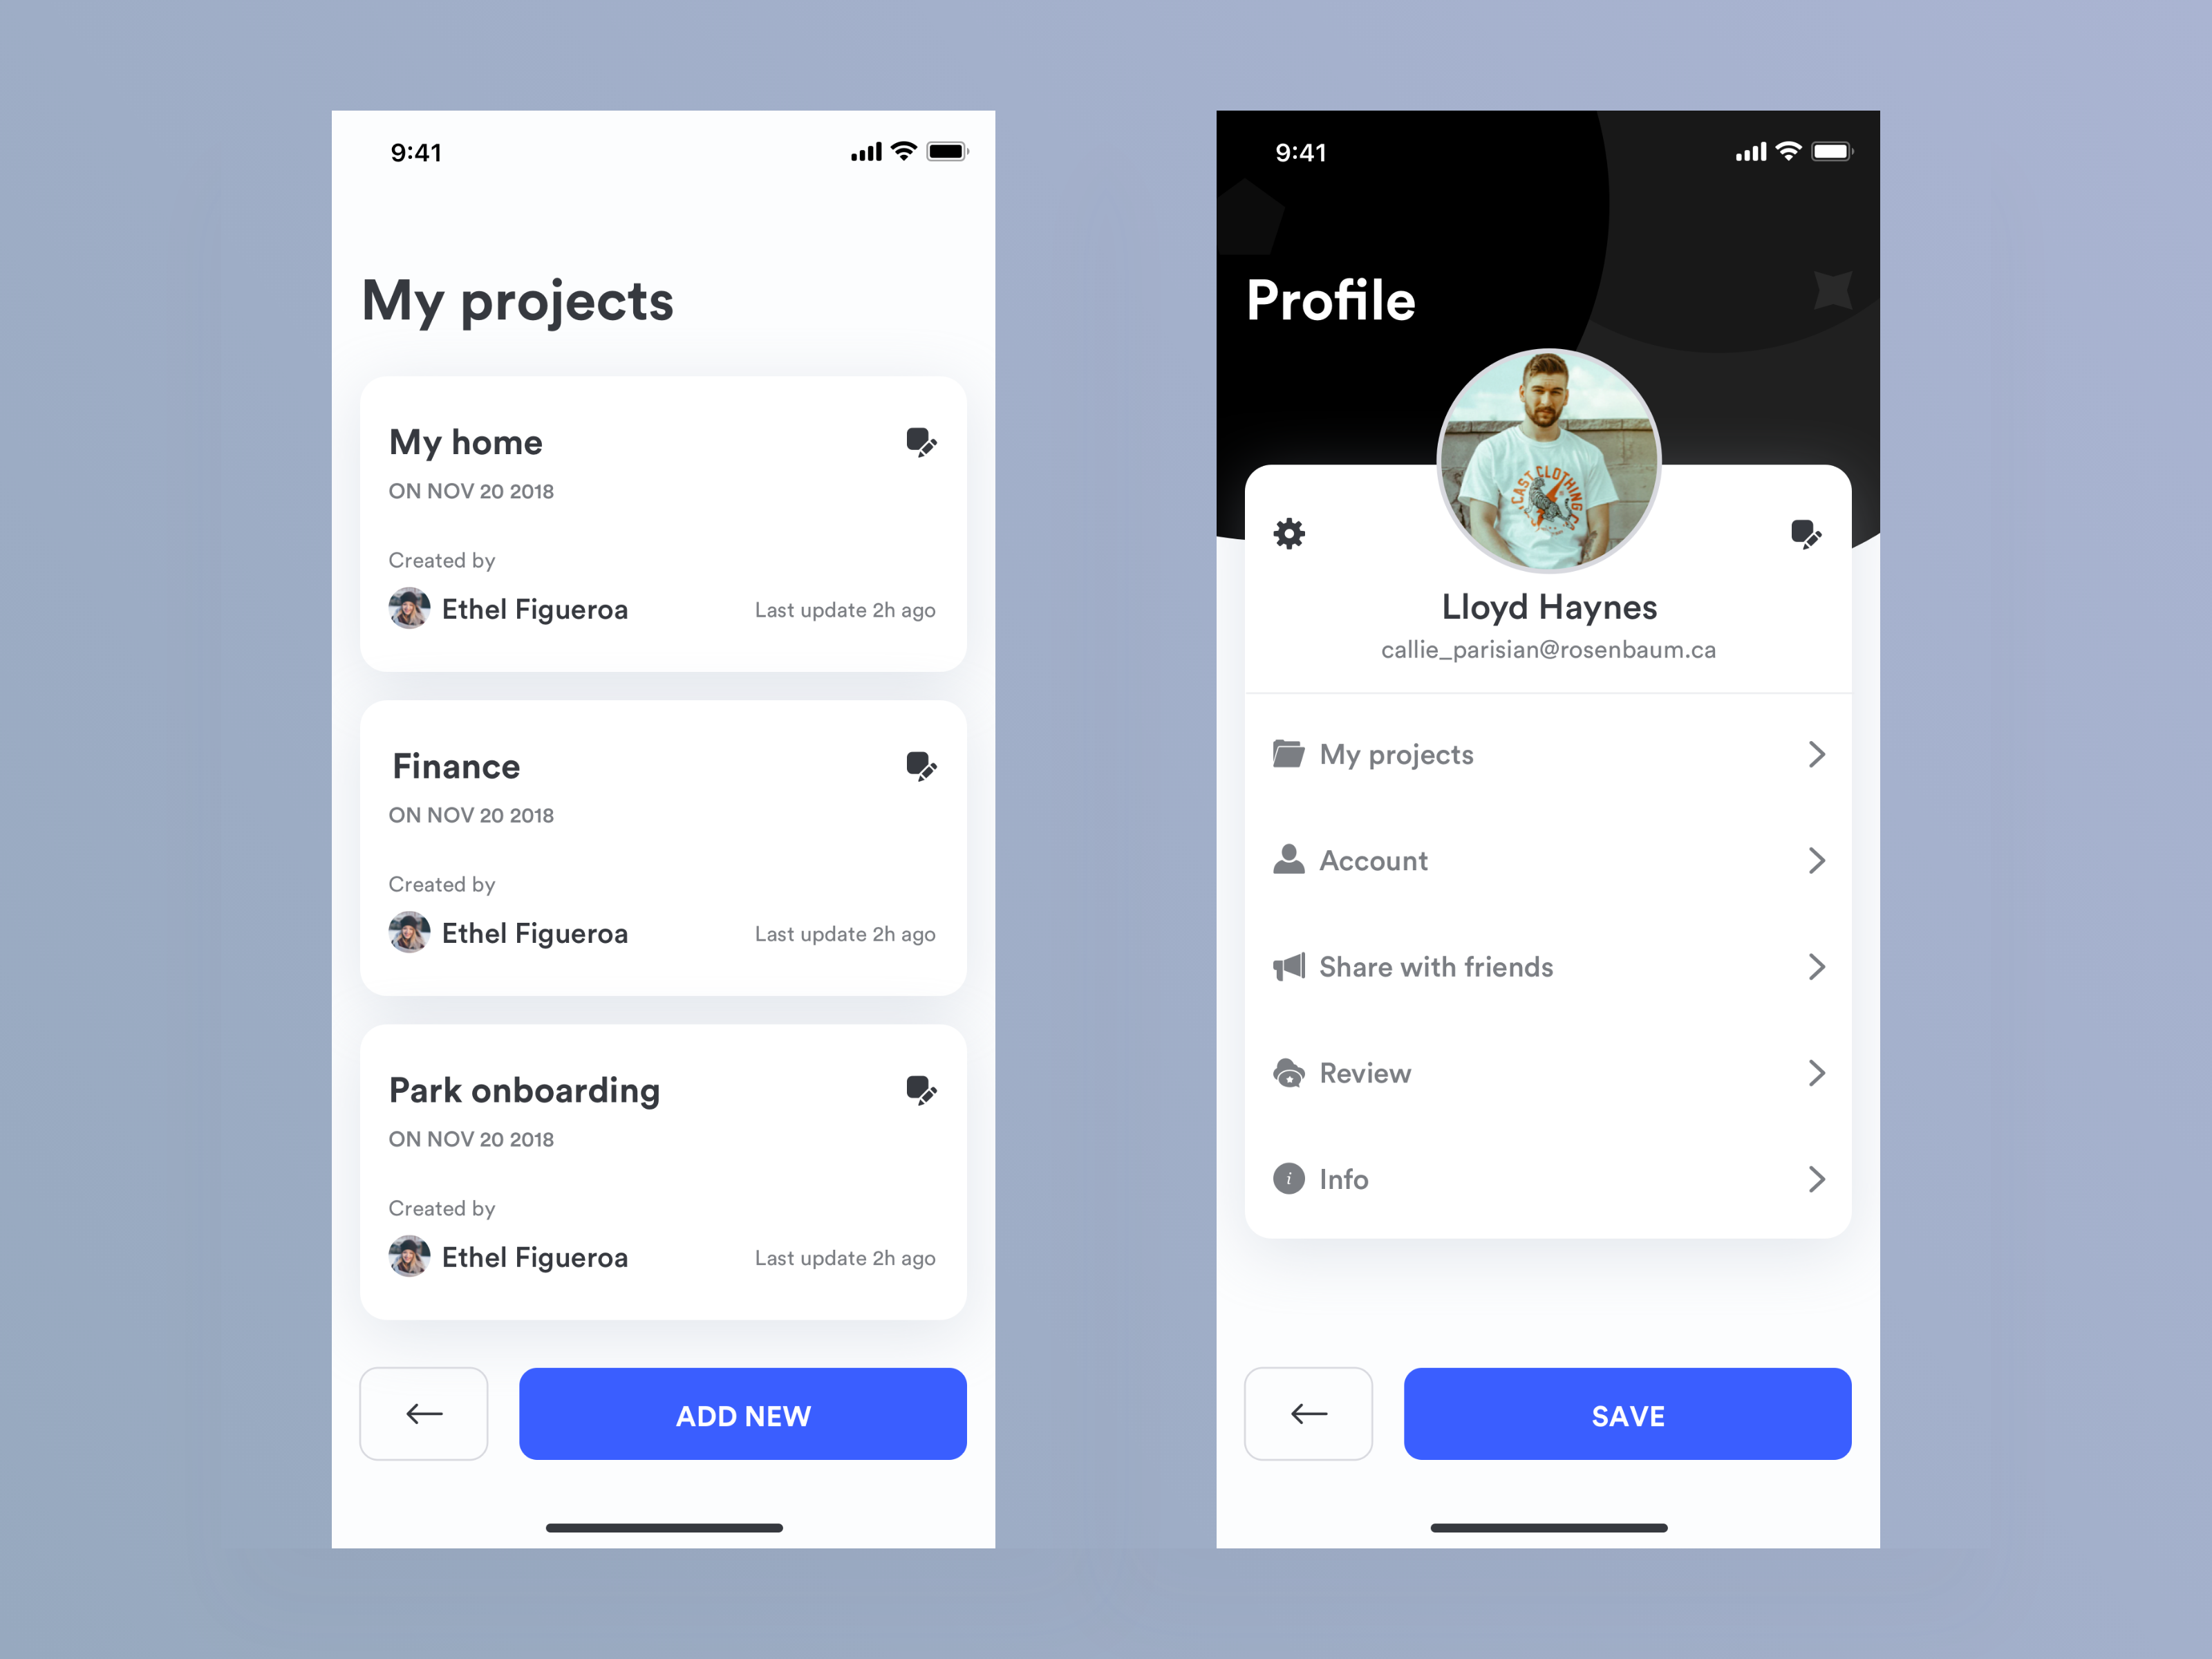 9:41
My projects
My home
ON NOV 20 2018
Created by
Ethel Figueroa
Last update 2h ago
Finance
ON NOV 20 2018
Created by
Ethel Figueroa
Last update 2h ago
Park onboarding
ON NOV 20 2018
Created by
Ethel Figueroa
Last update 2h ago
ADD NEW
9:41
Profile
CAST CLOTHING
Lloyd Haynes
callie_parisian@rosenbaum.ca
My projects
Account
Share with friends
Review
Info
SAVE